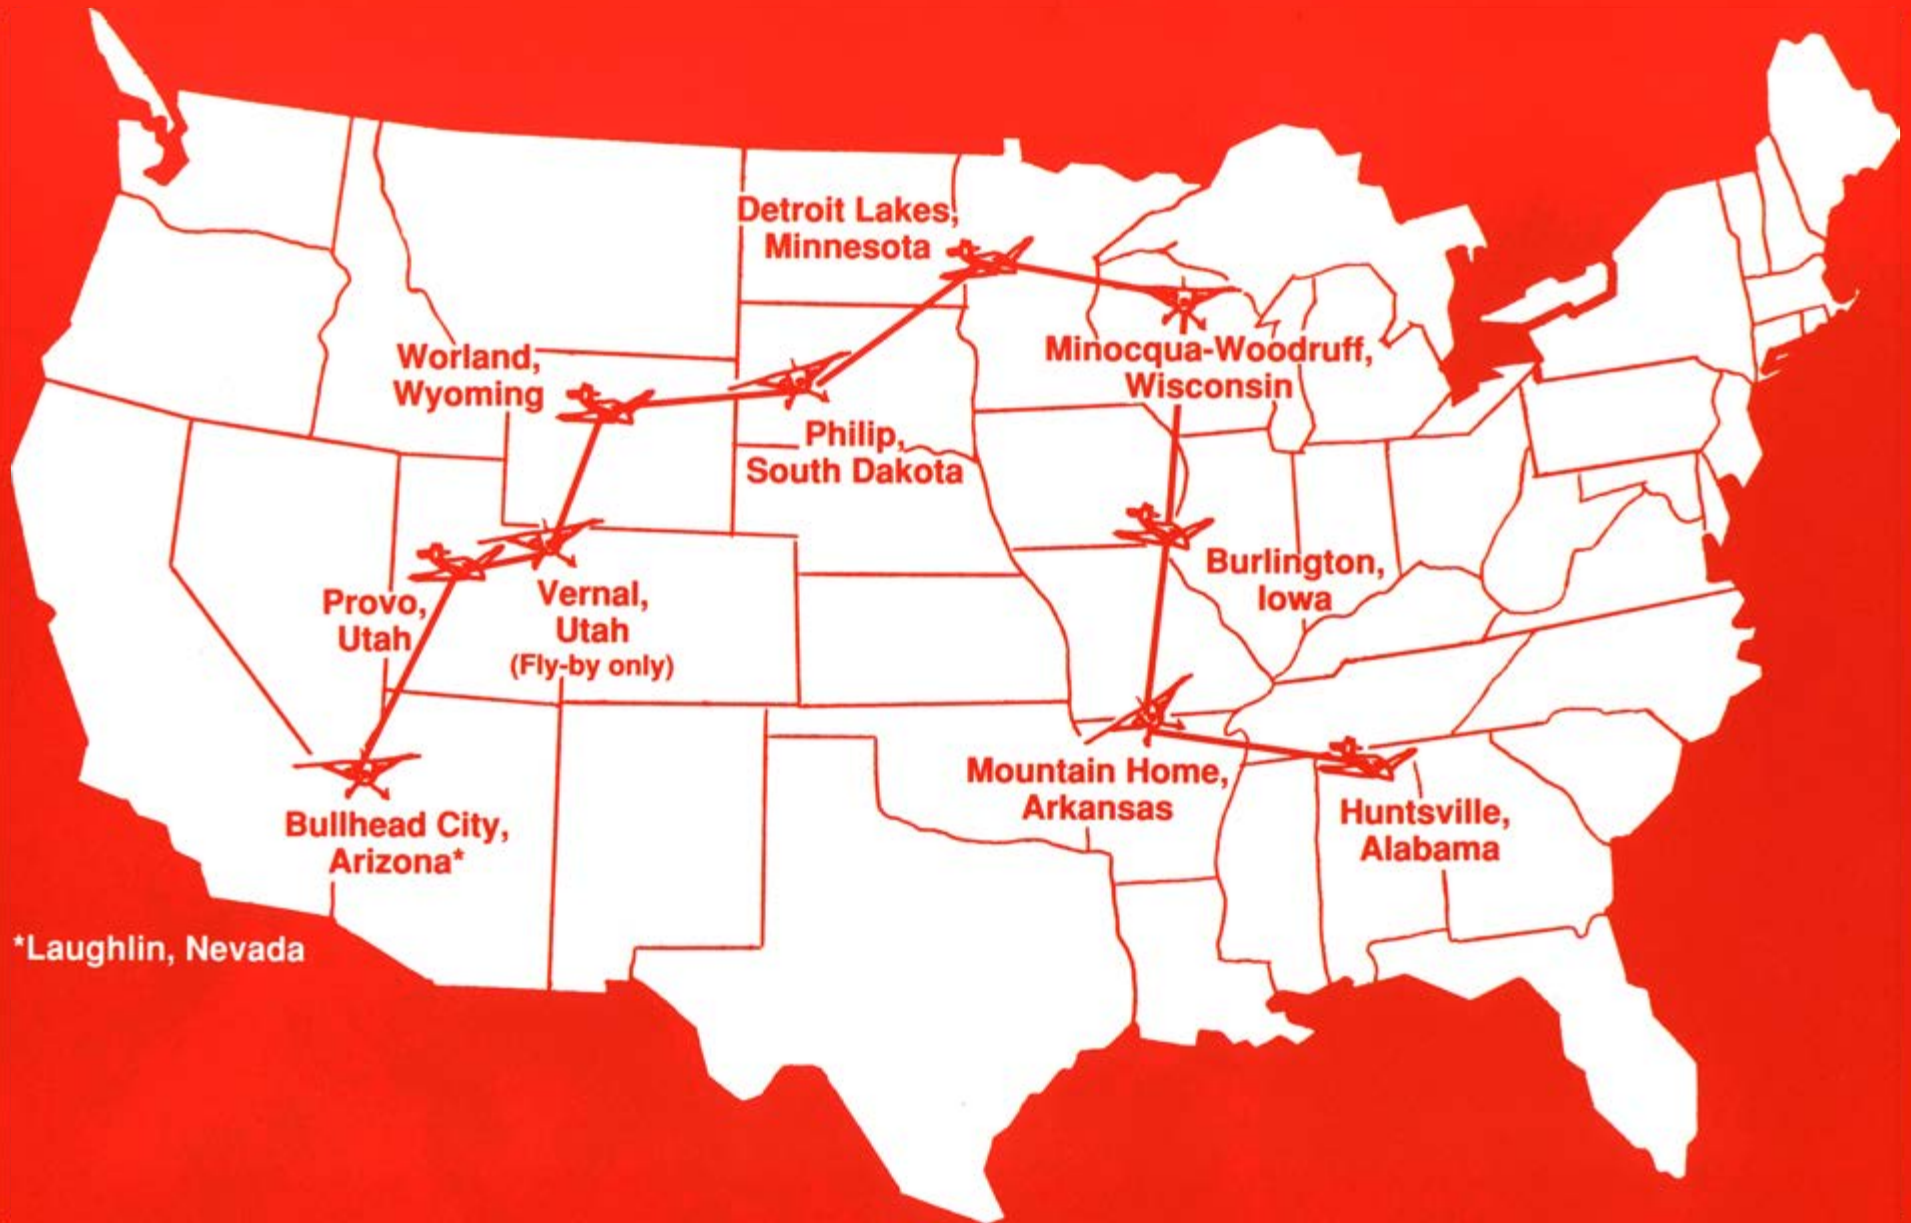 Detroit Lakes,
Minnesota
Worland,
Wyoming
Minocqua-Woodruff,
Wisconsin
Philip,
South Dakota
Provo,
Utah
Vernal,
Utah
(Fly-by only)
Burlington,
Iowa
Bullhead City,
Arizona*
Mountain Home,
Arkansas
Huntsville,
Alabama
*Laughlin, Nevada